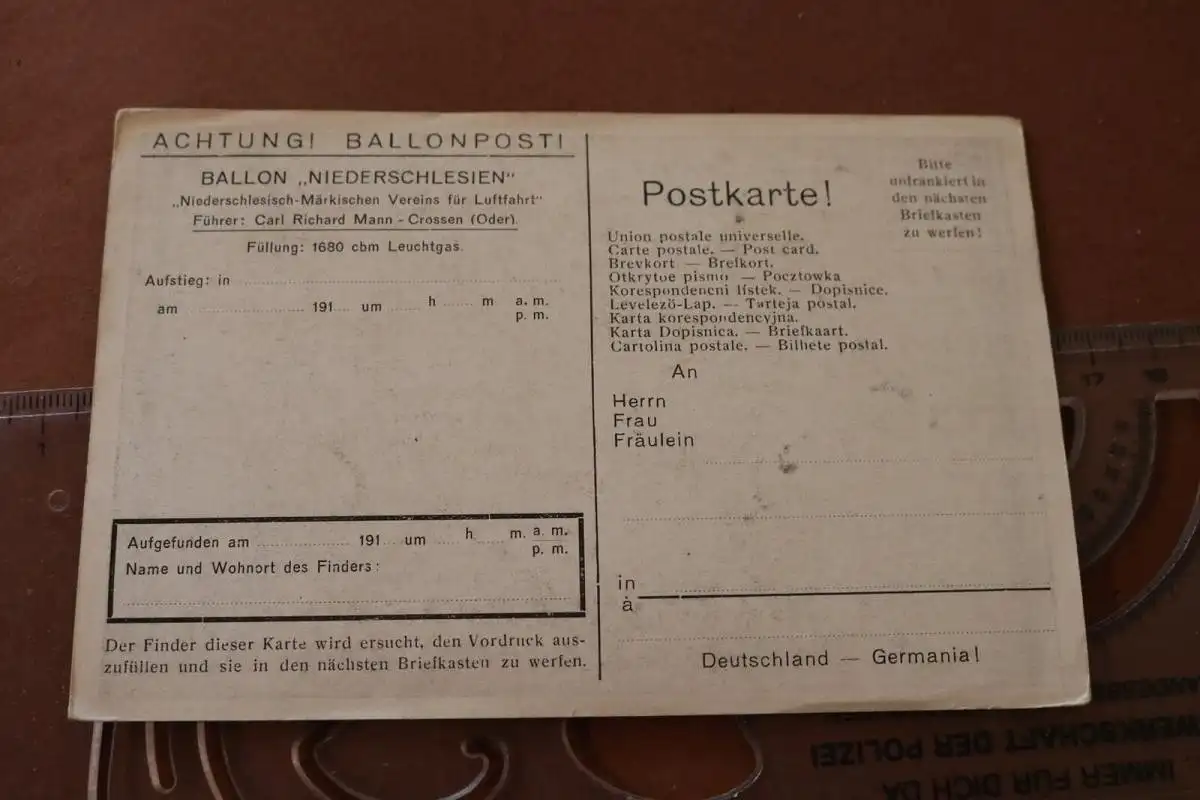 ACHTUNG! BALLONPOST!
BALLON „NIEDERSCHLESIEN“
„Niederschlesisch-Märkischen Vereins für Luftfahrt“
Führer: Carl Richard Mann - Crossen (Oder).
Füllung: 1680 cbm Leuchtgas.
Aufstieg: in
am 191 um h m a. m.
p. m.
Aufgefunden am 191 um h m. a. m.
p. m.
Name und Wohnort des Finders:
Der Finder dieser Karte wird ersucht, den Vordruck aus-
zufüllen und sie in den nächsten Briefkasten zu werfen.
Postkarte!
Bitte
unfrankiert in
den nächsten
Briefkasten
zu werfen!
Union postale universelle.
Carte postale. — Post card.
Brevkort — Brefkort.
Otkrytoe pismo — Pocztowka
Korespondencni listek. — Dopisnice.
Levelezö-Lap. — Tarteja postal.
Karta korespondencyjna.
Karta Dopisnica. — Briefkaart.
Cartolina postale. — Bilhete postal.
An
Herrn
Frau
Fräulein
in
à
Deutschland — Germania!
17
GEWERKSCHAFT DER POLIZEI
IMMER FÜR DICH DA